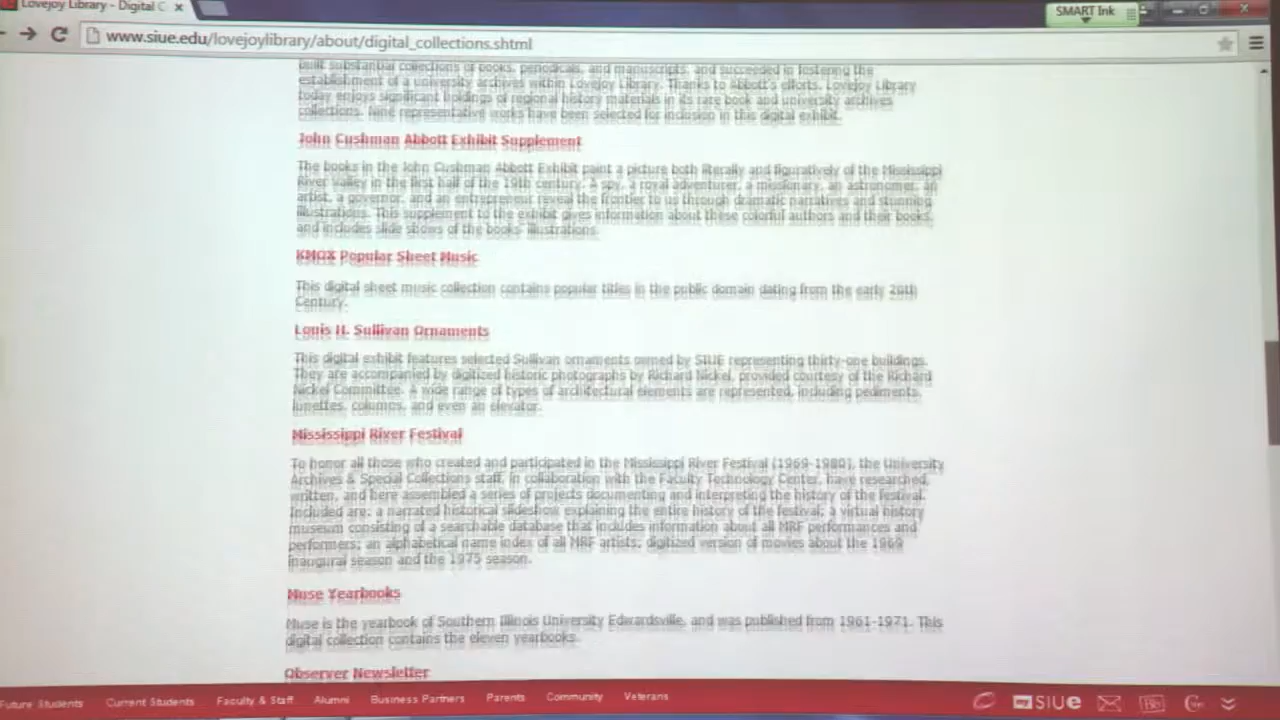 Lovejoy Library - Digital C
SMART Ink
www.siue.edu/lovejoylibrary/about/digital_collections.shtml
built substantial collections of books, periodicals, and manuscripts, and succeeded in fostering the
establishment of a university archives within Lovejoy Library. Thanks to Abbott's efforts, Lovejoy Library
today enjoys significant holdings of regional history materials in its rare book and university archives
collections. Nine representative works have been selected for inclusion in this digital exhibit.
John Cushman Abbott Exhibit Supplement
The books in the John Cushman Abbott Exhibit paint a picture both literally and figuratively of the Mississippi
River Valley in the first half of the 19th century: a spy, a royal adventurer, a missionary, an astronomer, an
artist, a governor, and an entrepreneur reveal the frontier to us through dramatic narratives and stunning
illustrations. This supplement to the exhibit gives information about these colorful authors and their books,
and includes slide shows of the books' illustrations.
KMOX Popular Sheet Music
This digital sheet music collection contains popular titles in the public domain dating from the early 20th
Century.
Louis H. Sullivan Ornaments
This digital exhibit features selected Sullivan ornaments owned by SIUE representing thirty-one buildings.
They are accompanied by digitized historic photographs by Richard Nickel, provided courtesy of the Richard
Nickel Committee. A wide range of types of architectural elements are represented, including pediments,
lunettes, columns, and even an elevator.
Mississippi River Festival
To honor all those who created and participated in the Mississippi River Festival (1969-1980), the University
Archives & Special Collections staff, in collaboration with the Faculty Technology Center, have researched,
written, and here assembled a series of projects documenting and interpreting the history of the festival.
Included are: a narrated historical slideshow explaining the entire history of the festival; a virtual history
museum consisting of a searchable database that includes information about all MRF performances and
performers; an alphabetical name index of all MRF artists; digitized version of movies about the 1969
inaugural season and the 1975 season.
Muse Yearbooks
Muse is the yearbook of Southern Illinois University Edwardsville, and was published from 1961-1971. This
digital collection contains the eleven yearbooks.
Observer Newsletter
Future Students Current Students Faculty & Staff Alumni Business Partners Parents Community Veterans
my SIUe Bb